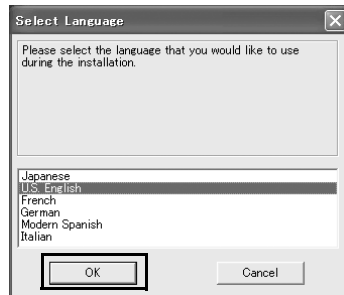 Select Language
Please select the language that you would like to use
during the installation.
Japanese
U.S. English
French
German
Modern Spanish
Italian
OK
Cancel